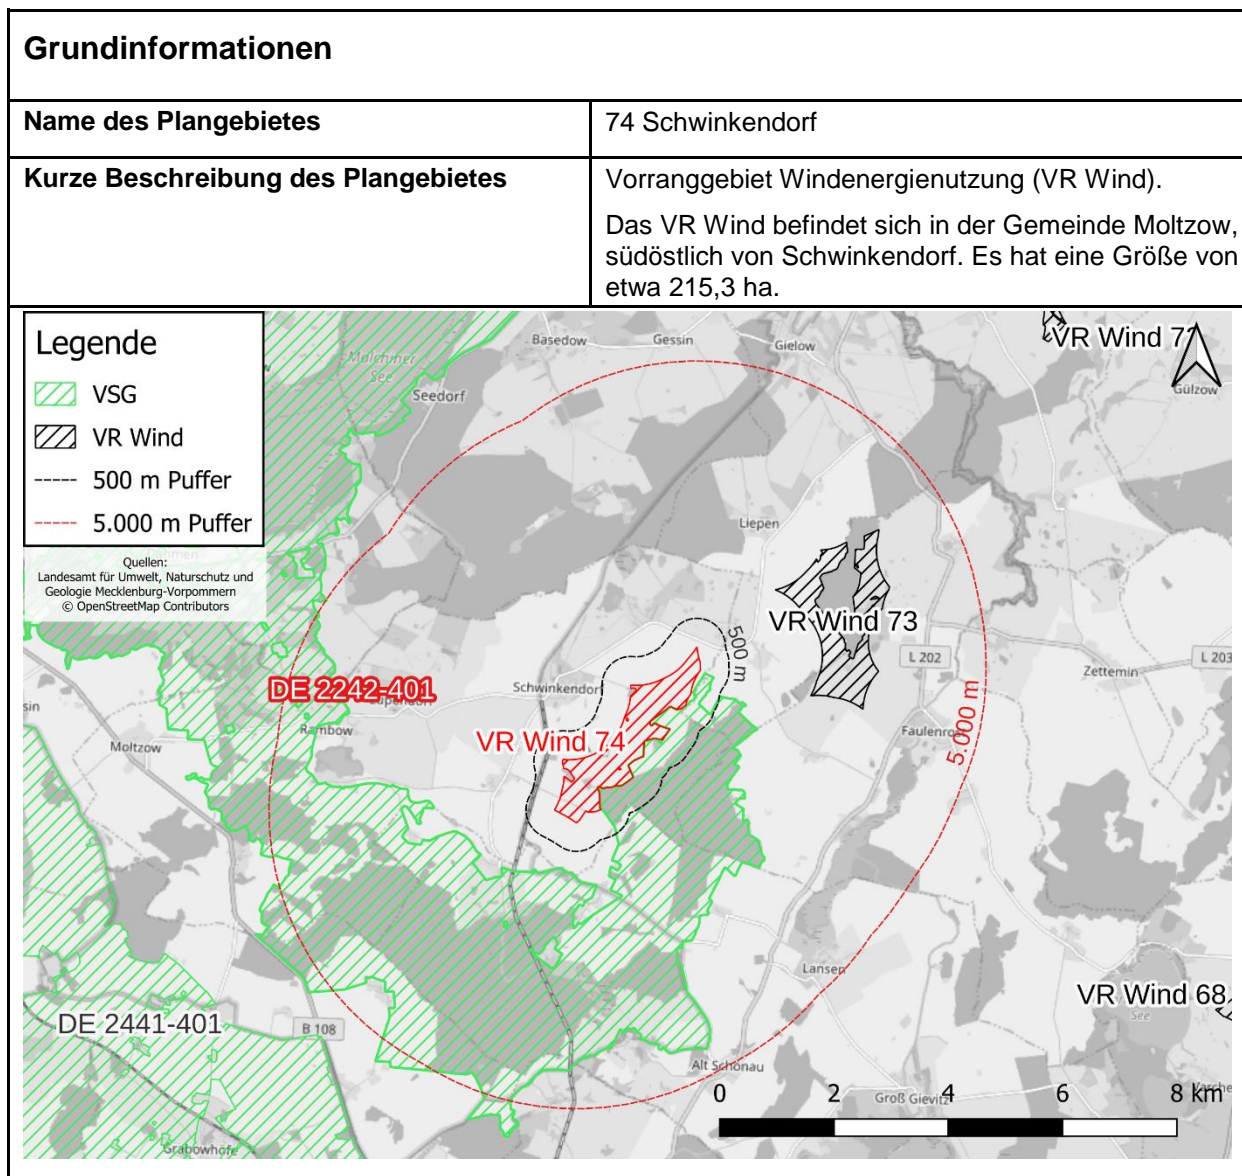 Grundinformationen
Name des Plangebietes
74 Schwinkendorf
Kurze Beschreibung des Plangebietes
Vorranggebiet Windenergienutzung (VR Wind).
Das VR Wind befindet sich in der Gemeinde Moltzow,
südöstlich von Schwinkendorf. Es hat eine Größe von
etwa 215,3 ha.
Legende
VSG
VR Wind
500 m Puffer
5.000 m Puffer
Quellen:
Landesamt für Umwelt, Naturschutz und
Geologie Mecklenburg-Vorpommern
© OpenStreetMap Contributors
Malchiner
See
Basedow
Gessin
Gielow
VR Wind
Gülzow
Seedorf
Liepen
VR Wind 73
500 m
L 202
Zettemin
L 203
DE 2242-401
Schwinkendorf
Rambow
Moltzow
VR Wind 74
Faulenro
5.000 m
Lansen
VR Wind 68
See
DE 2441-401
B 108
Alt Schönau
Groß Gievitz
Grabowhöfe
0 2 4 6 8 km